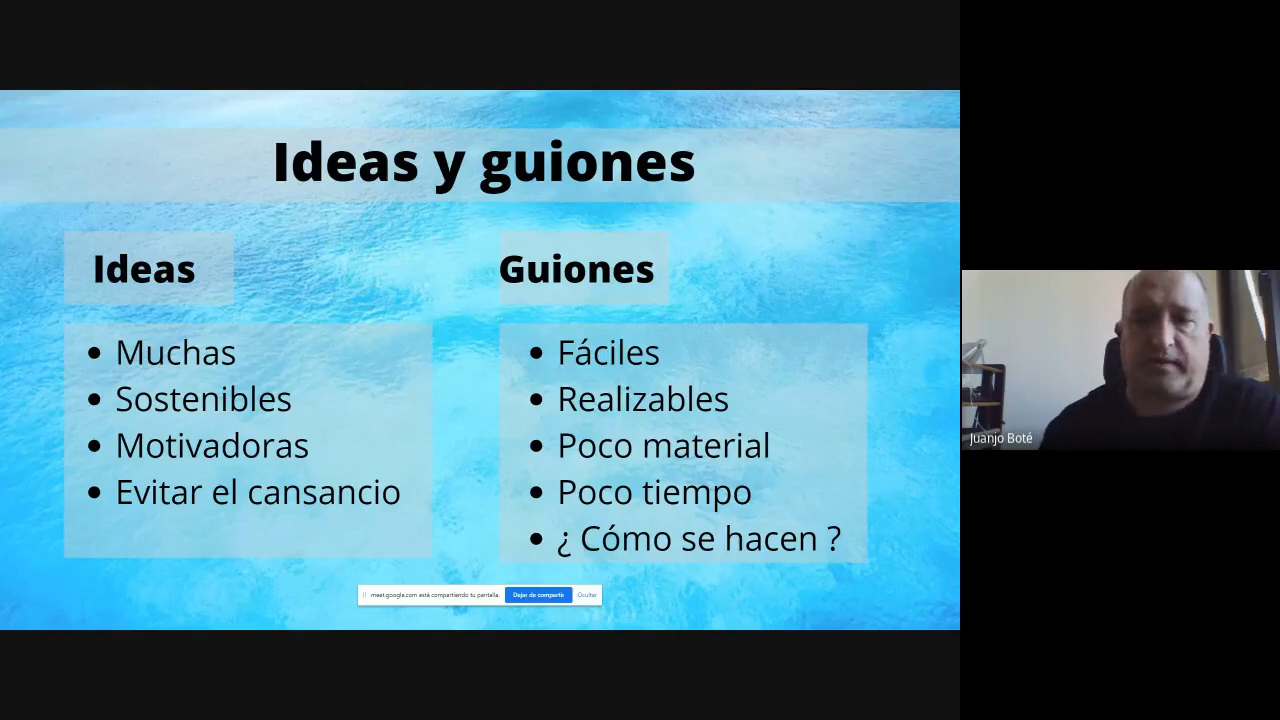 Ideas y guiones
Ideas
Muchas
Sostenibles
Motivadoras
Evitar el cansancio
Guiones
Fáciles
Realizables
Poco material
Poco tiempo
¿ Cómo se hacen ?
meet.google.com está compartiendo tu pantalla.
Dejar de compartir
Ocultar
Juanjo Boté